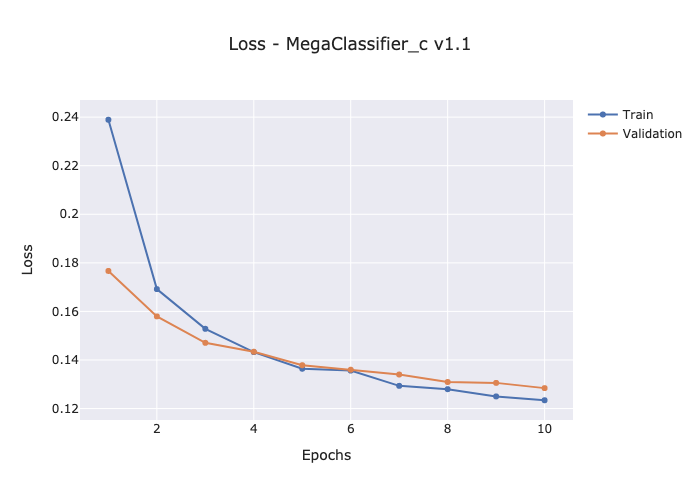 Loss - MegaClassifier_c v1.1
Train
Validation
0.24
0.22
0.2
0.18
0.16
0.14
0.12
Loss
2
4
6
8
10
Epochs